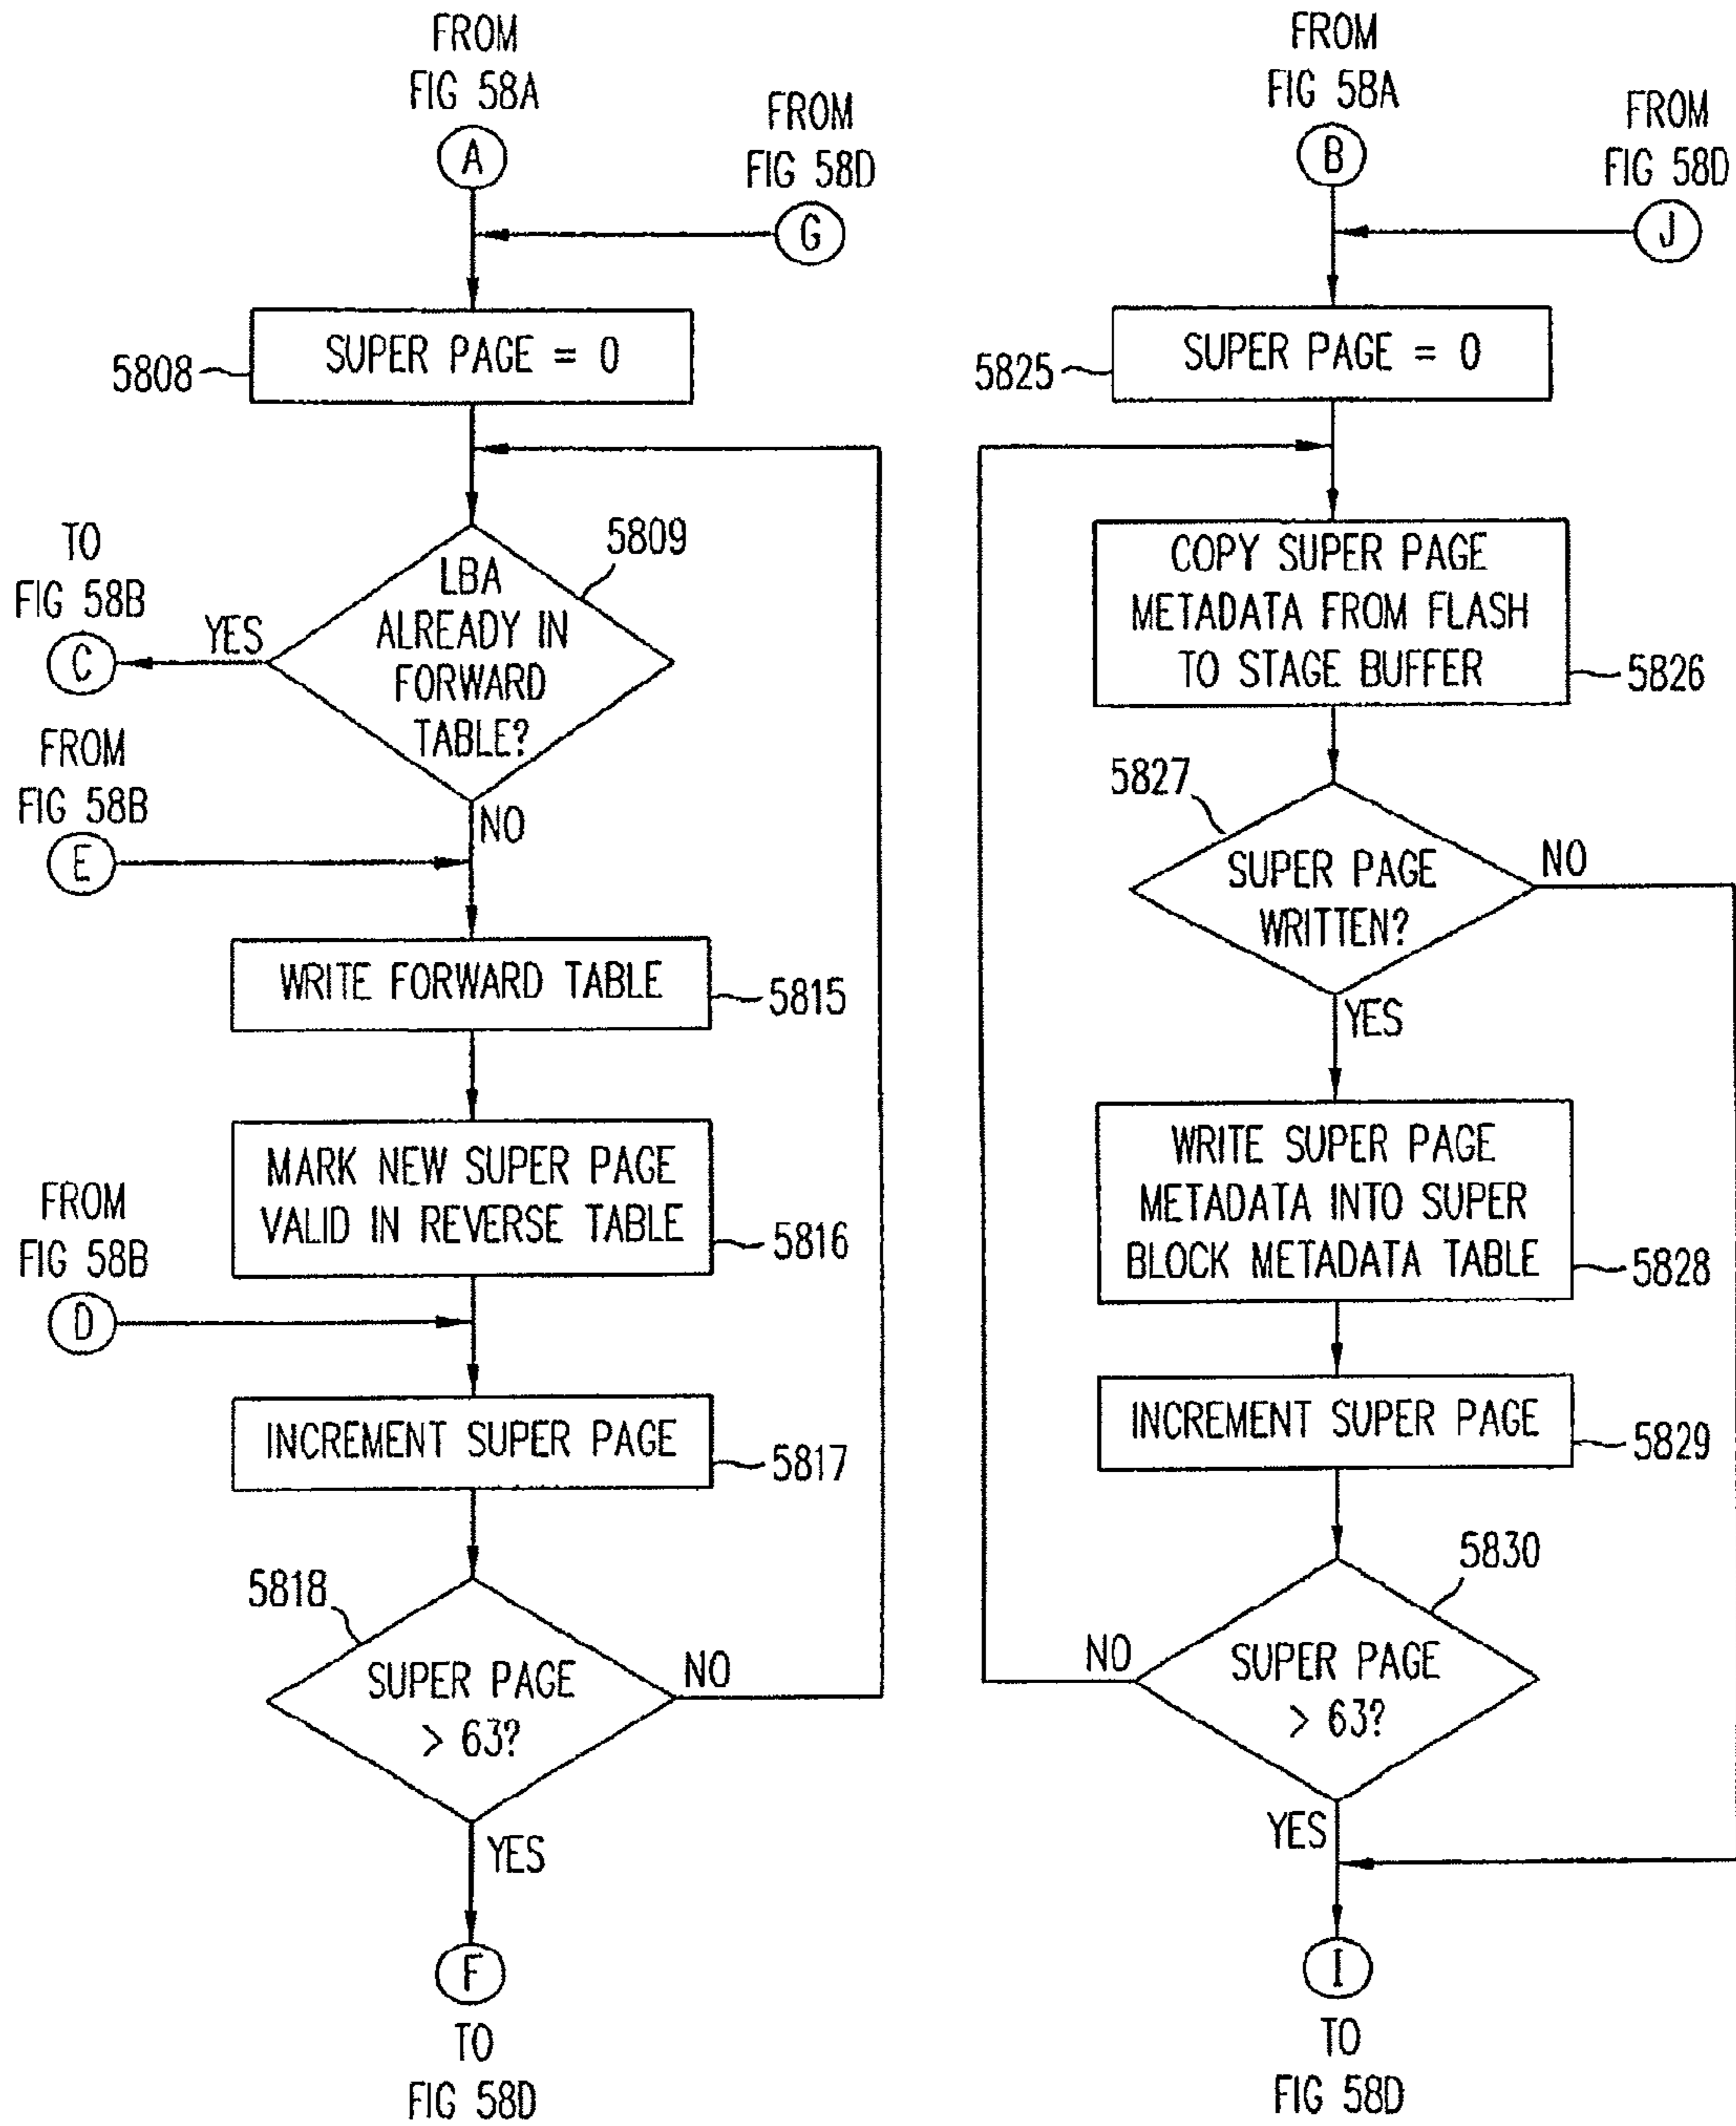 FROM
FIG 58A
A
FROM
FIG 58D
G
SUPER PAGE = 0
5808
LBA
ALREADY IN
FORWARD
TABLE?
5809
YES
TO
FIG 58B
C
NO
FROM
FIG 58B
E
WRITE FORWARD TABLE
5815
MARK NEW SUPER PAGE
VALID IN REVERSE TABLE
5816
FROM
FIG 58B
D
INCREMENT SUPER PAGE
5817
5818
SUPER PAGE
> 63?
NO
YES
F
TO
FIG 58D
FROM
FIG 58A
B
FROM
FIG 58D
J
SUPER PAGE = 0
5825
COPY SUPER PAGE
METADATA FROM FLASH
TO STAGE BUFFER
5826
5827
SUPER PAGE
WRITTEN?
NO
YES
WRITE SUPER PAGE
METADATA INTO SUPER
BLOCK METADATA TABLE
5828
INCREMENT SUPER PAGE
5829
5830
SUPER PAGE
> 63?
NO
YES
I
TO
FIG 58D